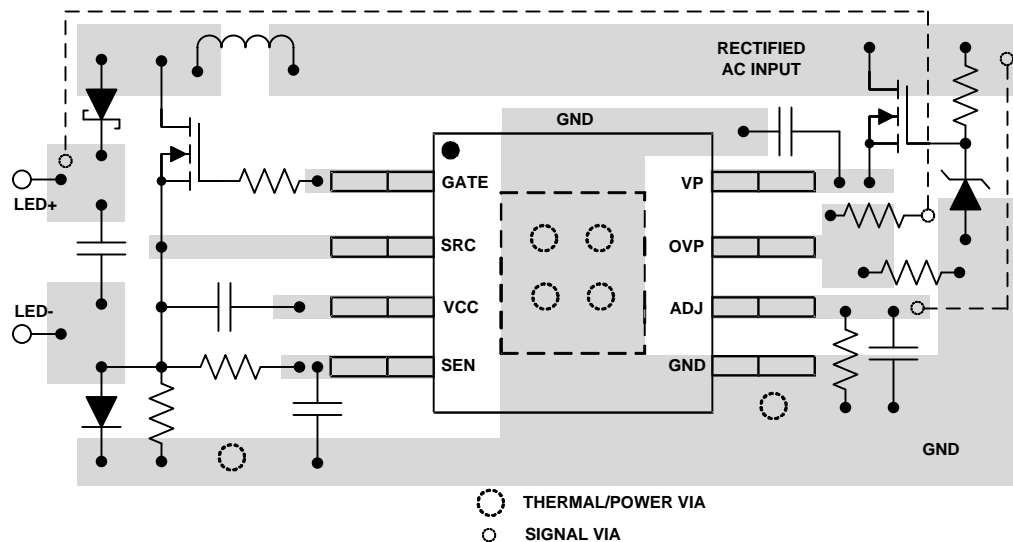 RECTIFIED
AC INPUT
GND
GATE
VP
LED+
SRC
OVP
LED-
VCC
ADJ
SEN
GND
GND
THERMAL/POWER VIA
SIGNAL VIA